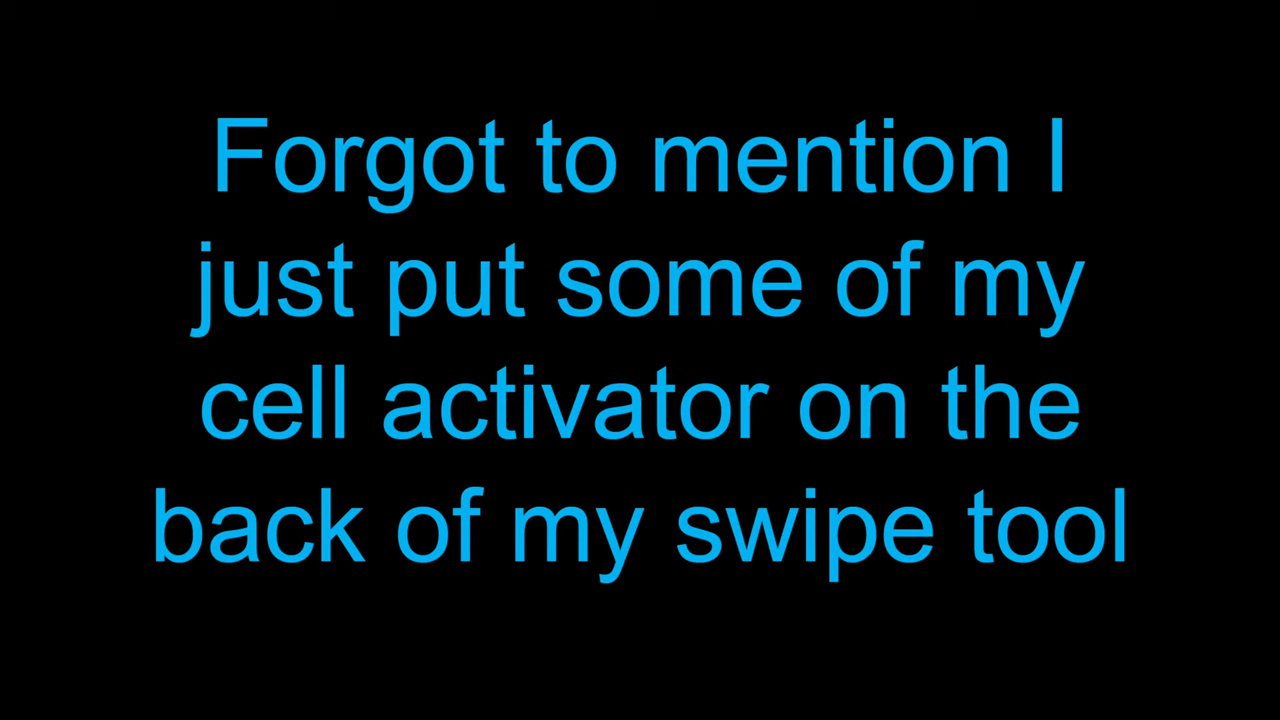 Forgot to mention I
just put some of my
cell activator on the
back of my swipe tool